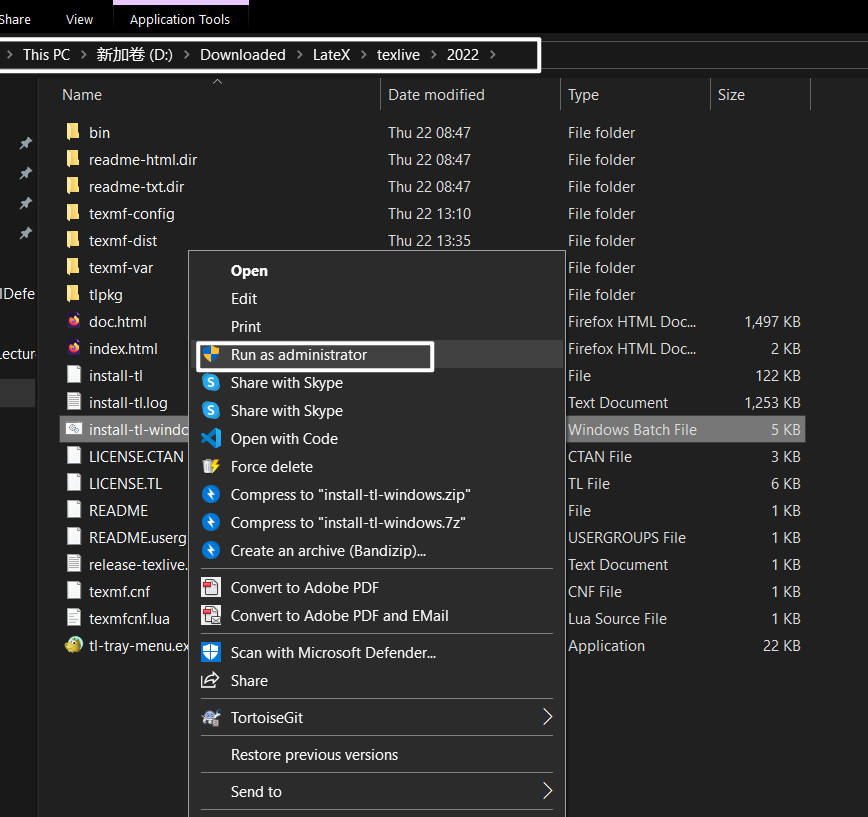 Share View Application Tools
This PC 新加卷 (D:) Downloaded LateX texlive 2022
Name Date modified Type Size
bin Thu 22 08:47 File folder
readme-html.dir Thu 22 08:47 File folder
readme-txt.dir Thu 22 08:47 File folder
texmf-config Thu 22 13:10 File folder
texmf-dist Thu 22 13:35 File folder
texmf-var File folder
tlpkg File folder
doc.html Firefox HTML Doc... 1,497 KB
index.html Firefox HTML Doc... 2 KB
install-tl File 122 KB
install-tl.log Text Document 1,253 KB
install-tl-windo Windows Batch File 5 KB
LICENSE.CTAN CTAN File 3 KB
LICENSE.TL TL File 6 KB
README File 1 KB
README.userg USERGROUPS File 1 KB
release-texlive. Text Document 1 KB
texmf.cnf CNF File 1 KB
texmfcnf.lua Lua Source File 1 KB
tl-tray-menu.ex Application 22 KB
lDefe
Lectur
Open
Edit
Print
Run as administrator
Share with Skype
Share with Skype
Open with Code
Force delete
Compress to "install-tl-windows.zip"
Compress to "install-tl-windows.7z"
Create an archive (Bandizip)...
Convert to Adobe PDF
Convert to Adobe PDF and EMail
Scan with Microsoft Defender...
Share
TortoiseGit
Restore previous versions
Send to